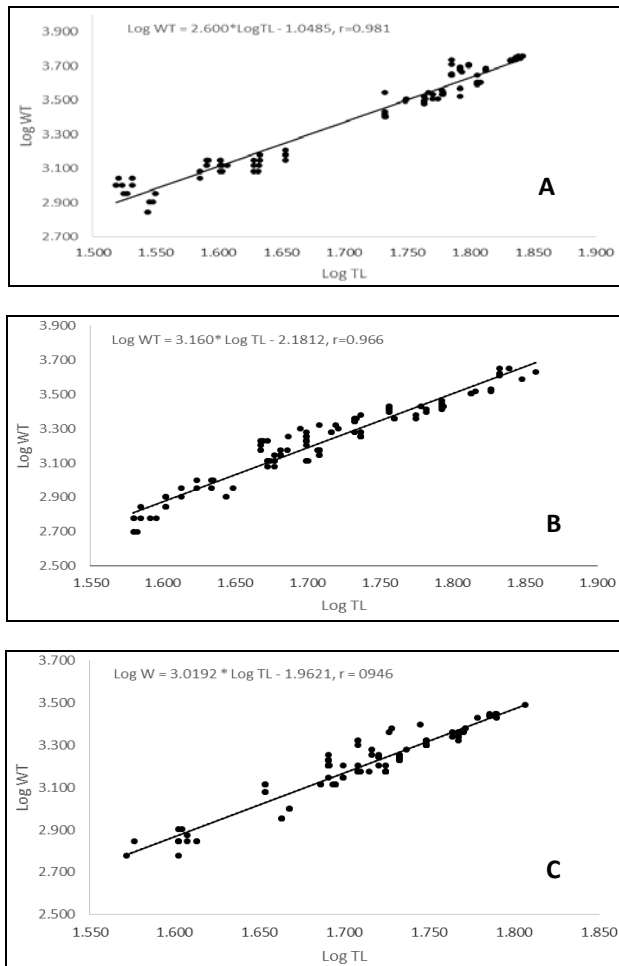 Log WT = 2.600*LogTL - 1.0485, r=0.981
3.900
3.700
3.500
3.300
3.100
2.900
2.700
Log WT
A
1.500 1.550 1.600 1.650 1.700 1.750 1.800 1.850 1.900
Log TL
Log WT = 3.160* Log TL - 2.1812, r=0.966
3.900
3.700
3.500
3.300
3.100
2.900
2.700
2.500
Log WT
B
1.550 1.600 1.650 1.700 1.750 1.800 1.850 1.900
Log TL
Log W = 3.0192 * Log TL - 1.9621, r = 0946
3.700
3.500
3.300
3.100
2.900
2.700
2.500
Log WT
C
1.550 1.600 1.650 1.700 1.750 1.800 1.850
Log TL